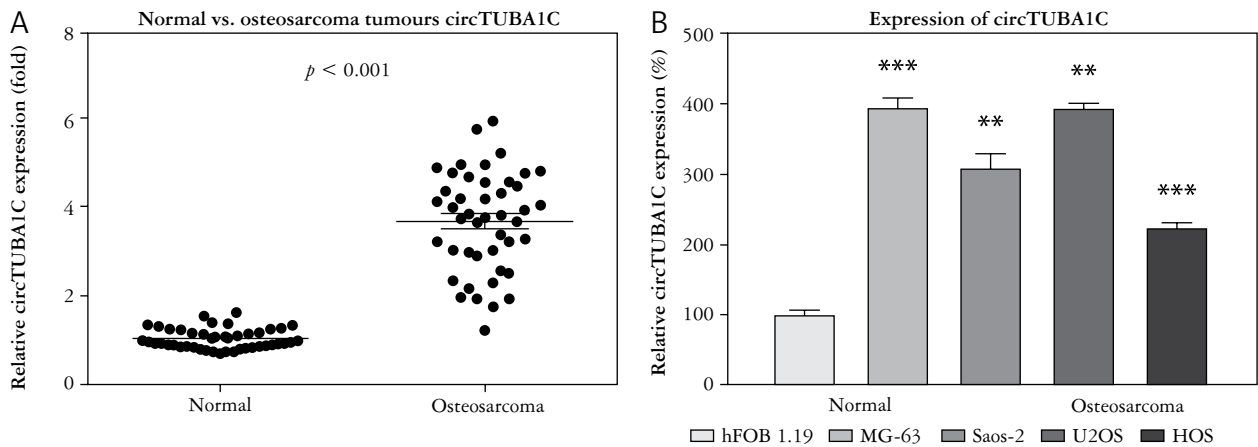 A
Normal vs. osteosarcoma tumours circTUBA1C
Relative circTUBA1C expression (fold)
8
6
4
2
0
p < 0.001
Normal
Osteosarcoma
B
Expression of circTUBA1C
Relative circTUBA1C expression (%)
500
400
300
200
100
0
***
**
**
***
Normal
Osteosarcoma
hFOB 1.19 MG-63 Saos-2 U2OS HOS